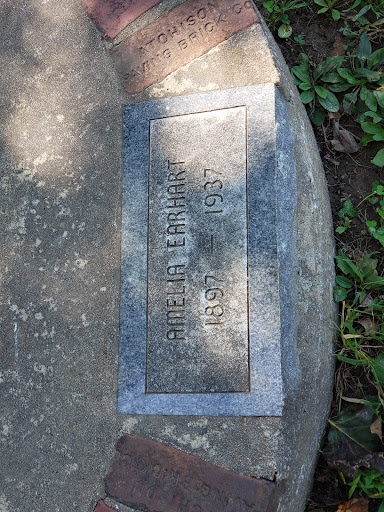 ATCHISON
PAVING BRICK CO
AMELIA EARHART
1897 — 1937